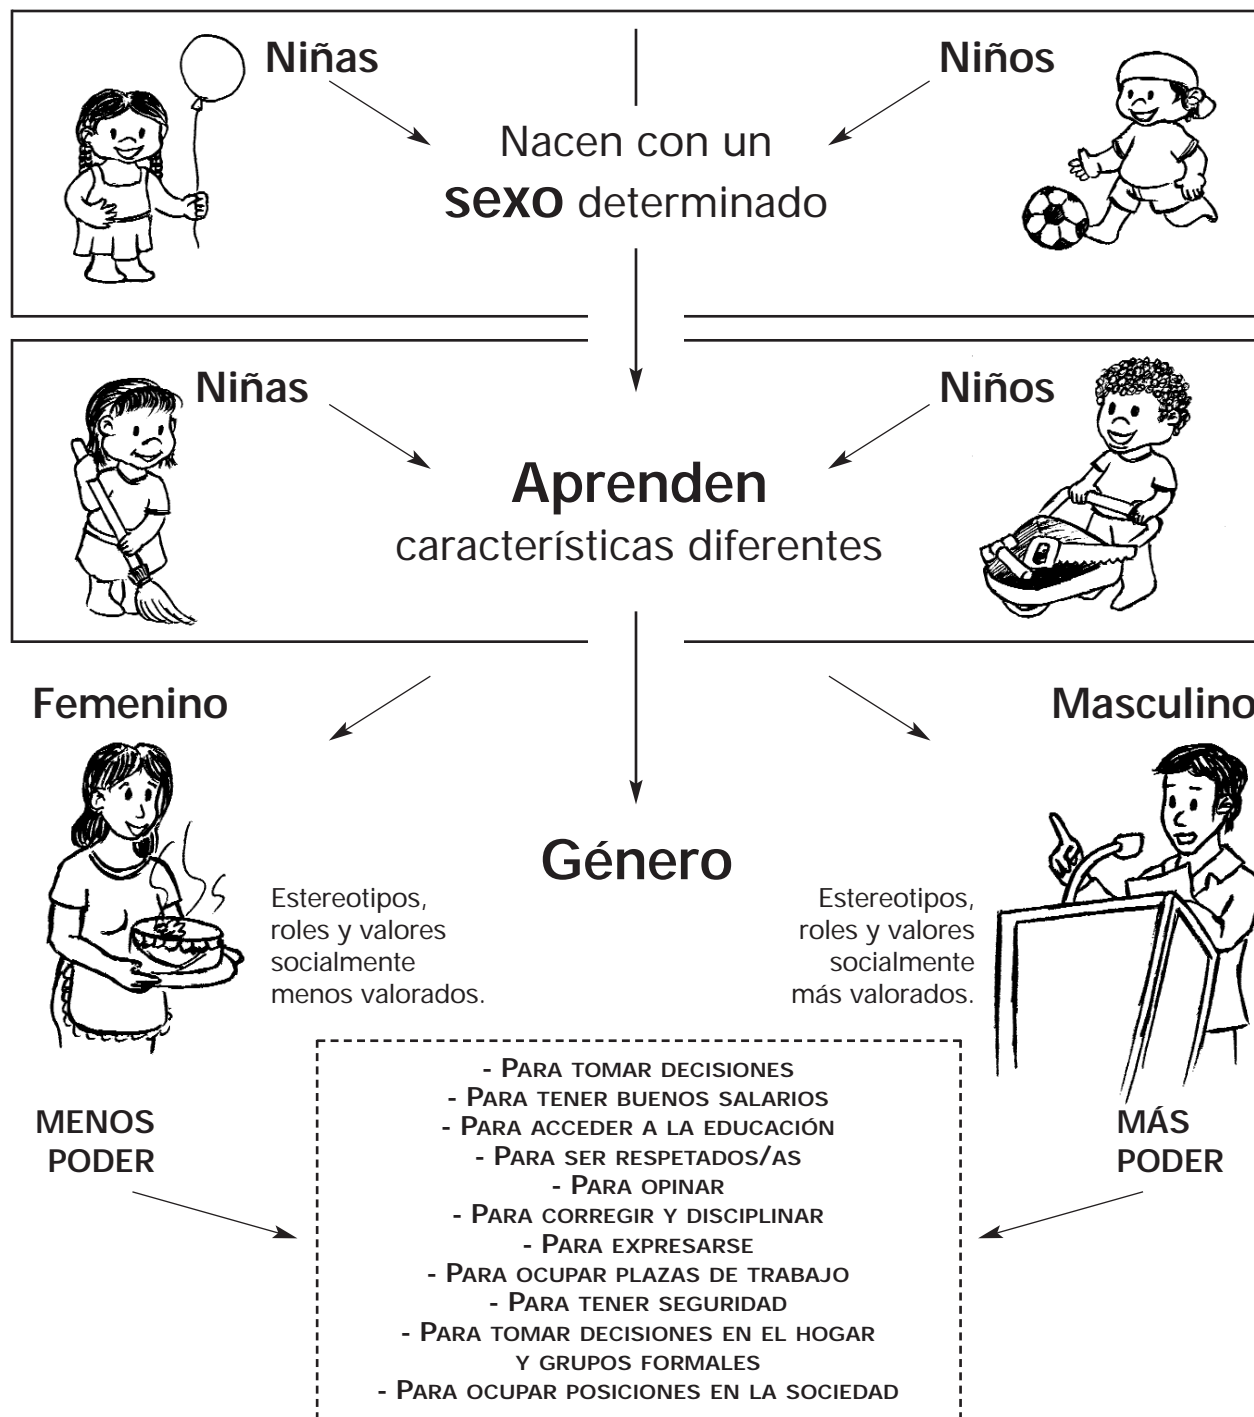 Niñas
Niños
Nacen con un
sexo determinado
Niñas
Niños
Aprenden
características diferentes
Femenino
Masculino
Género
Estereotipos,
roles y valores
socialmente
menos valorados.
Estereotipos,
roles y valores
socialmente
más valorados.
MENOS
PODER
MÁS
PODER
- PARA TOMAR DECISIONES
- PARA TENER BUENOS SALARIOS
- PARA ACCEDER A LA EDUCACIÓN
- PARA SER RESPETADOS/AS
- PARA OPINAR
- PARA CORREGIR Y DISCIPLINAR
- PARA EXPRESARSE
- PARA OCUPAR PLAZAS DE TRABAJO
- PARA TENER SEGURIDAD
- PARA TOMAR DECISIONES EN EL HOGAR
Y GRUPOS FORMALES
- PARA OCUPAR POSICIONES EN LA SOCIEDAD